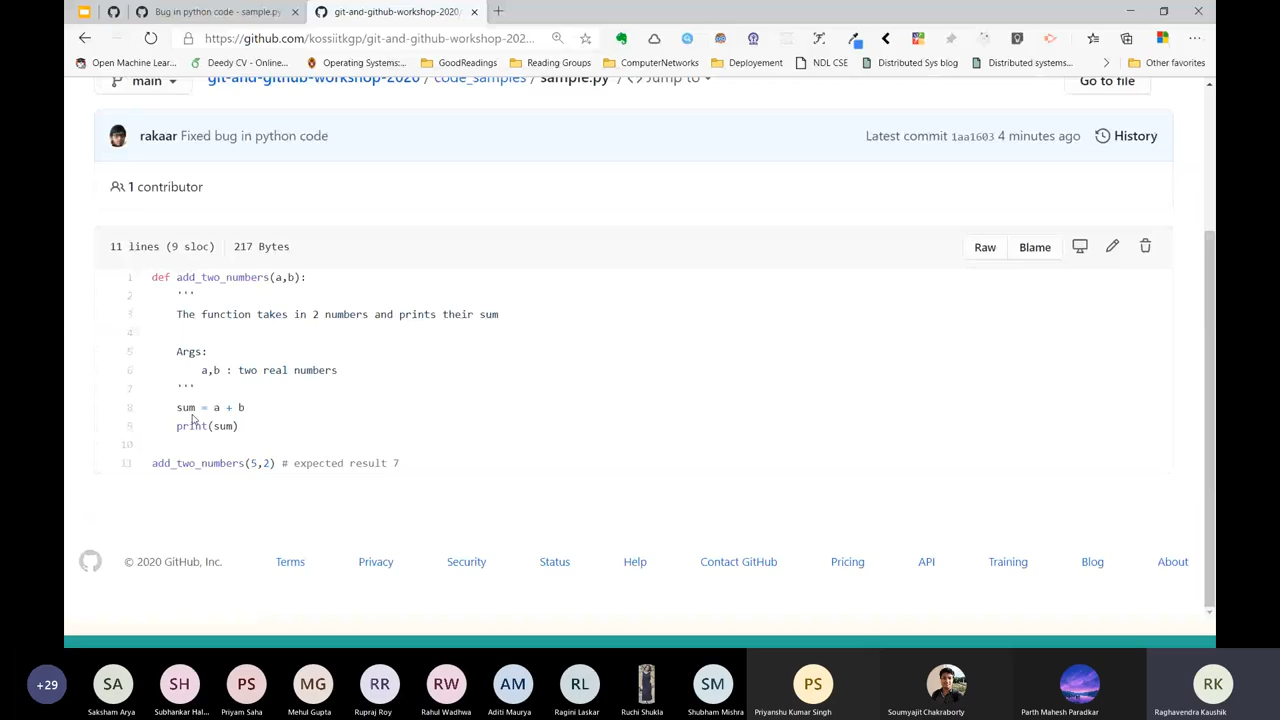 Bug in python code - sample.py
git-and-github-workshop-2020/
https://github.com/kossiitkgp/git-and-github-workshop-202...
Open Machine Lear...
Deedy CV - Online...
Operating Systems:...
GoodReadings
Reading Groups
ComputerNetworks
Deployement
NDL CSE
Distributed Sys blog
Distributed systems...
Other favorites
main
git-and-github-workshop-2020 / code_samples / sample.py / <> Jump to
Go to file
rakaar Fixed bug in python code
Latest commit 1aa1603 4 minutes ago
History
1 contributor
11 lines (9 sloc) | 217 Bytes
Raw
Blame
1 def add_two_numbers(a,b):
2 '''
3 The function takes in 2 numbers and prints their sum
4
5 Args:
6 a,b : two real numbers
7 '''
8 sum = a + b
9 print(sum)
10
11 add_two_numbers(5,2) # expected result 7
© 2020 GitHub, Inc.
Terms
Privacy
Security
Status
Help
Contact GitHub
Pricing
API
Training
Blog
About
+29
SA
SH
PS
MG
RR
RW
AM
RL
SM
PS
RK
Saksham Arya
Subhankar Hal...
Priyam Saha
Mehul Gupta
Rupraj Roy
Rahul Wadhwa
Aditi Maurya
Ragini Laskar
Ruchi Shukla
Shubham Mishra
Priyanshu Kumar Singh
Soumyajit Chakraborty
Parth Mahesh Paradkar
Raghavendra Kaushik